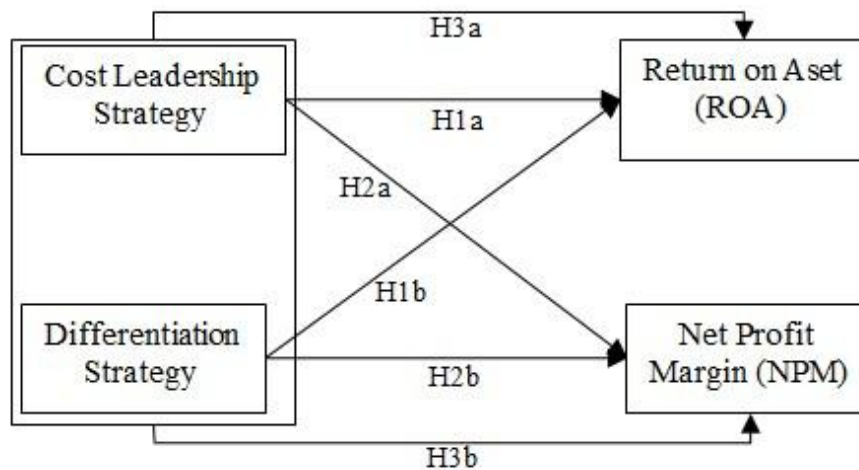 H3a
Cost Leadership
Strategy
Return on Aset
(ROA)
H1a
H2a
H1b
Differentiation
Strategy
Net Profit
Margin (NPM)
H2b
H3b